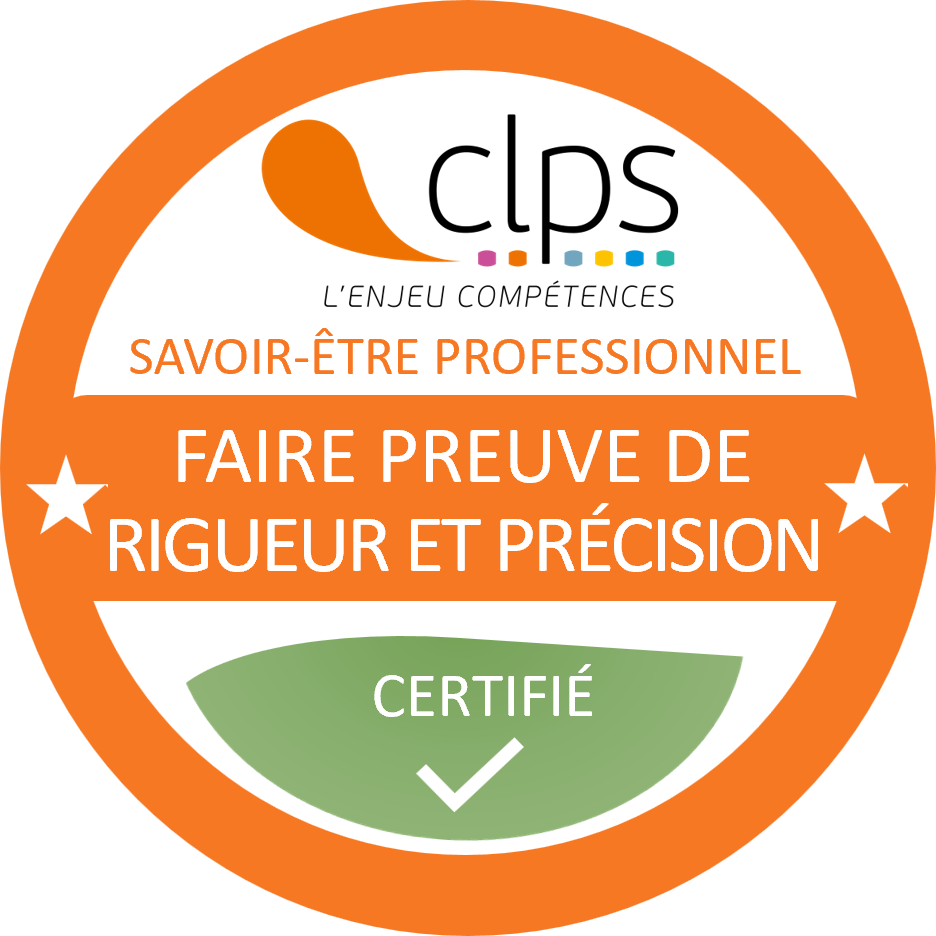 clps
L'ENJEU COMPÉTENCES
SAVOIR-ÊTRE PROFESSIONNEL
FAIRE PREUVE DE
RIGUEUR ET PRÉCISION
CERTIFIÉ